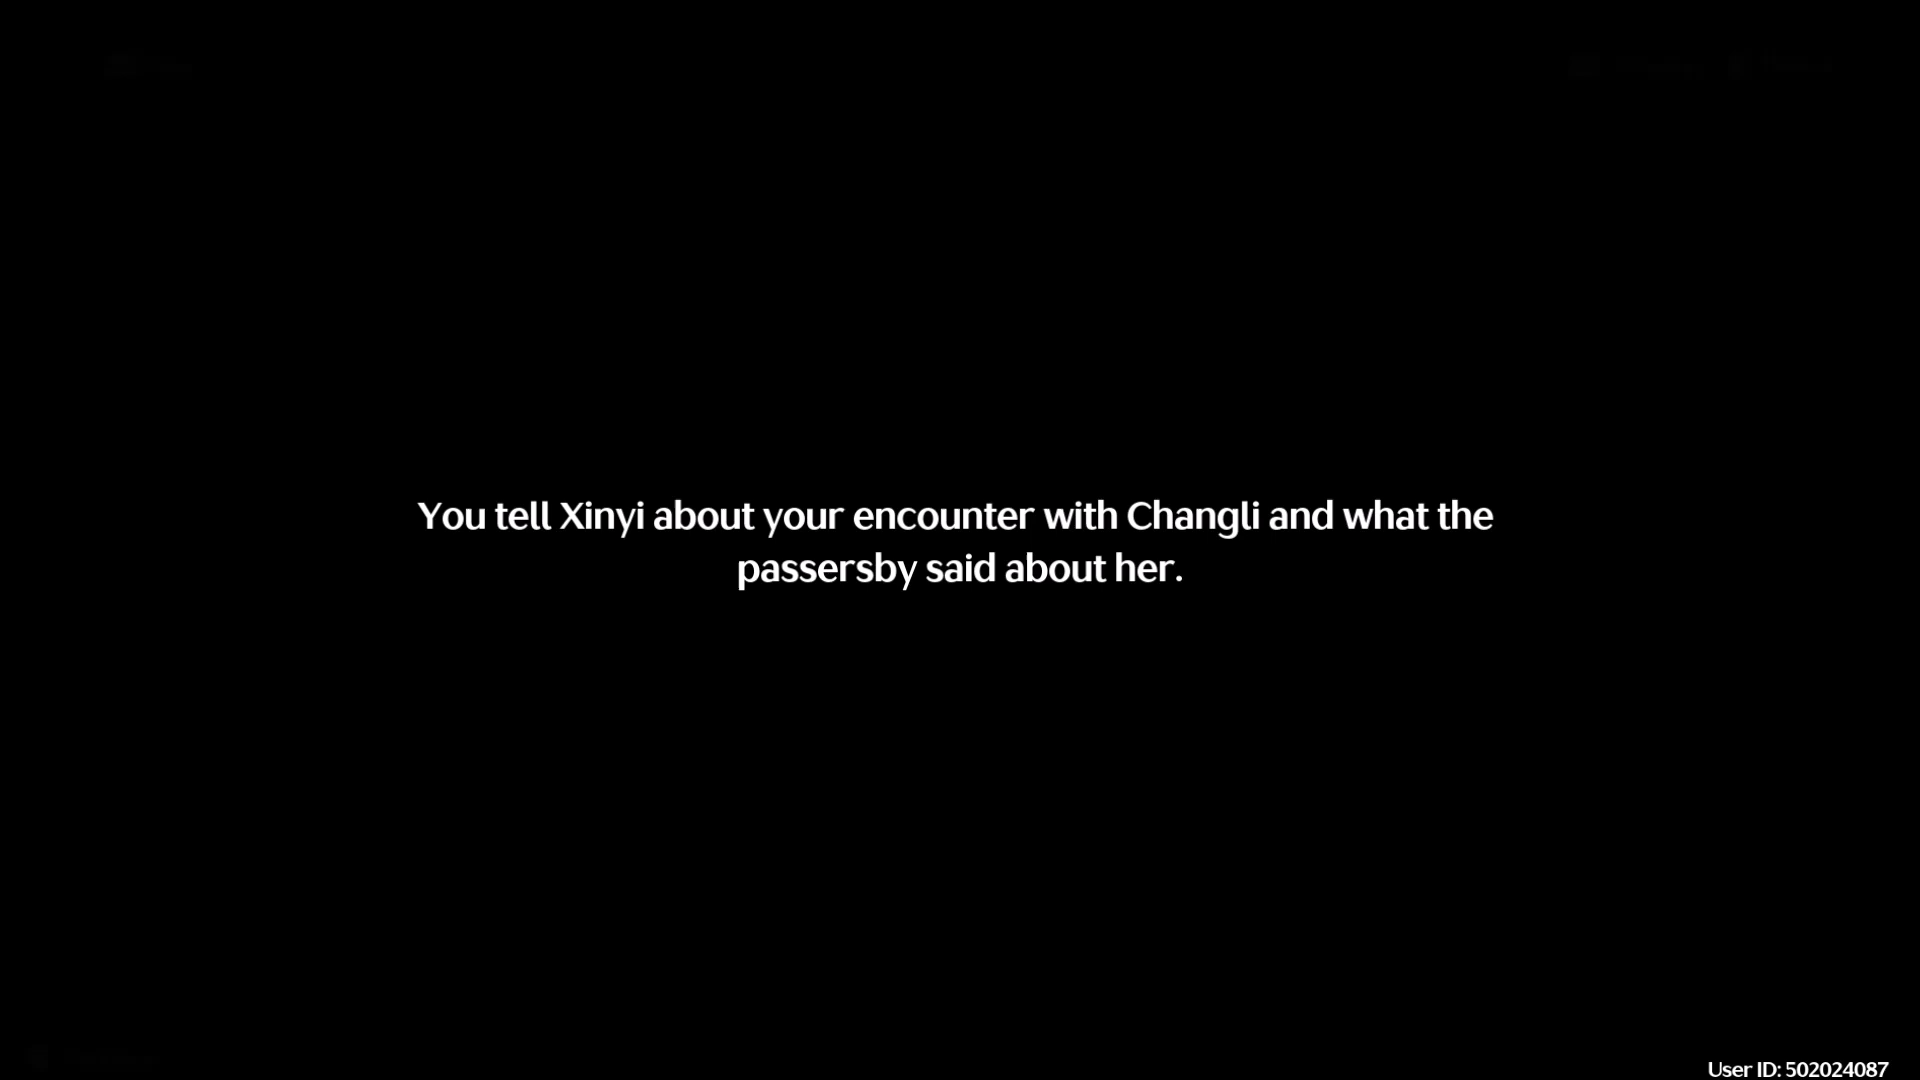 You tell Xinyi about your encounter with Changli and what the
passersby said about her.
User ID: 502024087